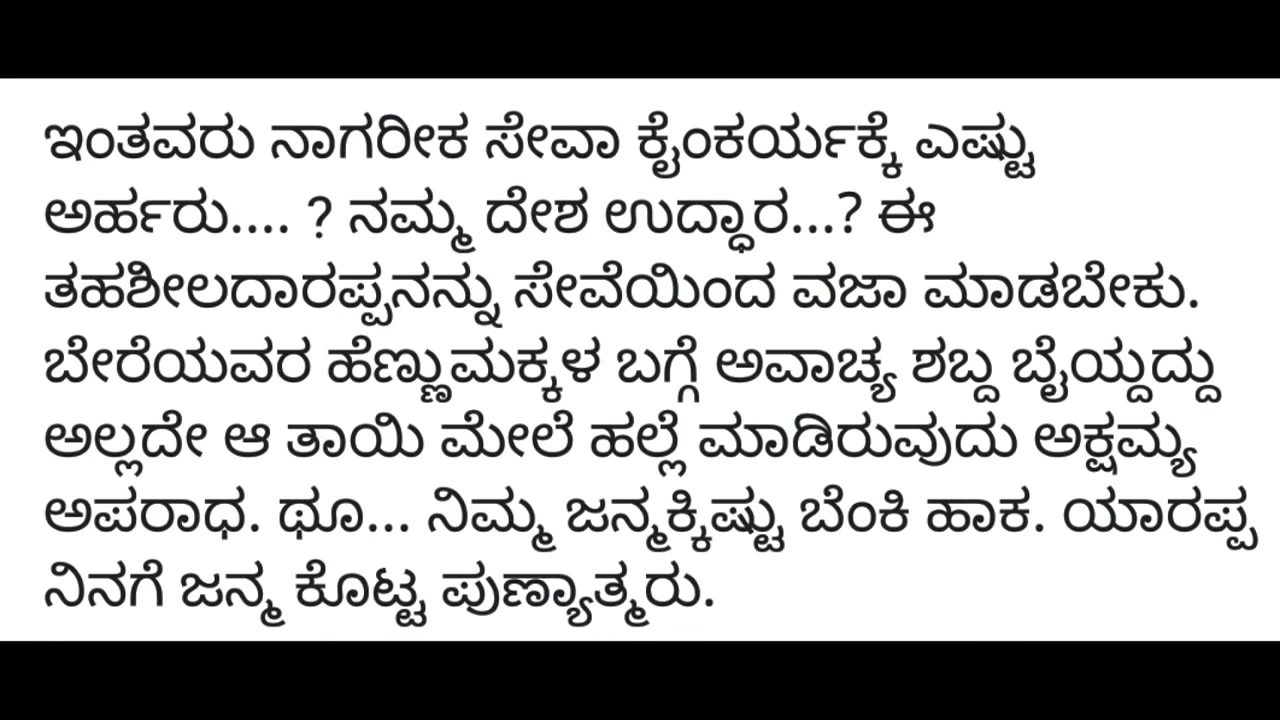 ಇಂತವರು ನಾಗರೀಕ ಸೇವಾ ಕೈಂಕರ್ಯಕ್ಕೆ ಎಷ್ಟು
ಅರ್ಹರು.... ? ನಮ್ಮ ದೇಶ ಉದ್ಧಾರ...? ಈ
ತಹಶೀಲದಾರಪ್ಪನನ್ನು ಸೇವೆಯಿಂದ ವಜಾ ಮಾಡಬೇಕು.
ಬೇರೆಯವರ ಹೆಣ್ಣುಮಕ್ಕಳ ಬಗ್ಗೆ ಅವಾಚ್ಯ ಶಬ್ದ ಬೈಯ್ದದ್ದು
ಅಲ್ಲದೇ ಆ ತಾಯಿ ಮೇಲೆ ಹಲ್ಲೆ ಮಾಡಿರುವುದು ಅಕ್ಷಮ್ಯ
ಅಪರಾಧ. ಥೂ... ನಿಮ್ಮ ಜನ್ಮಕ್ಕಿಷ್ಟು ಬೆಂಕಿ ಹಾಕ. ಯಾರಪ್ಪ
ನಿನಗೆ ಜನ್ಮ ಕೊಟ್ಟ ಪುಣ್ಯಾತ್ಮರು.